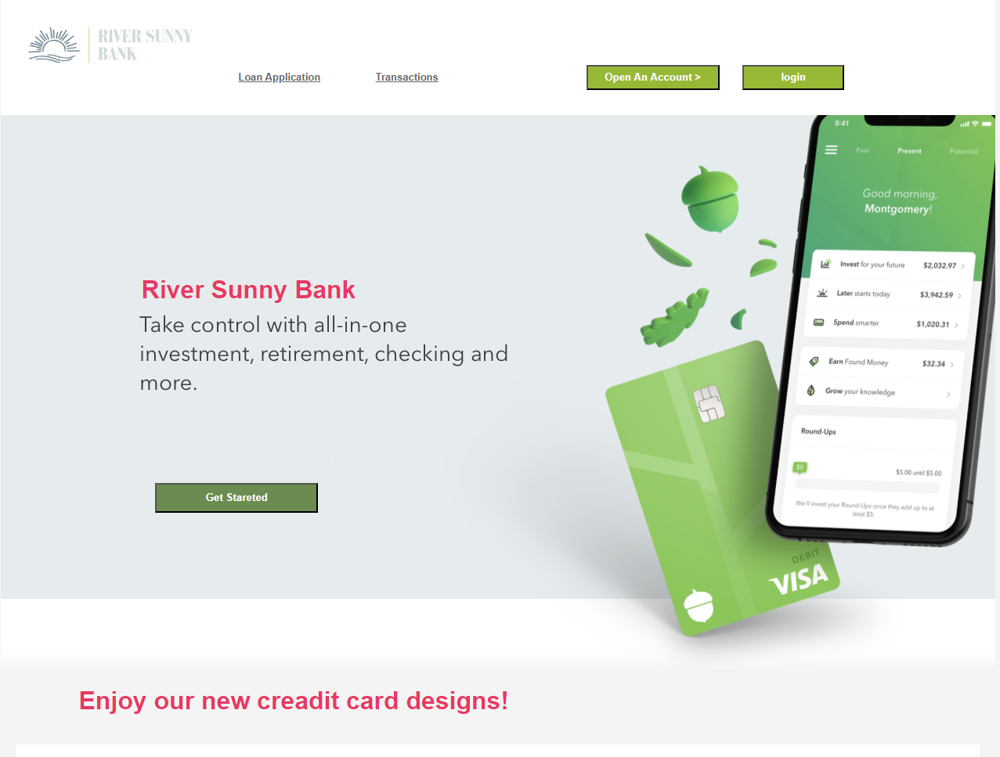 RIVER SUNNY
BANK
Loan Application
Transactions
Open An Account >
login
9:41
Past
Present
Potential
Good morning,
Montgomery!
Invest for your future $2,032.97
Later starts today $3,942.59
Spend smarter $1,020.31
Earn Found Money $32.34
Grow your knowledge
Round-Ups
$0
$5.00 until $5.00
We'll invest your Round-Ups once they add up to at
least $5.
River Sunny Bank
Take control with all-in-one
investment, retirement, checking and
more.
Get Stareted
DEBIT
VISA
Enjoy our new creadit card designs!